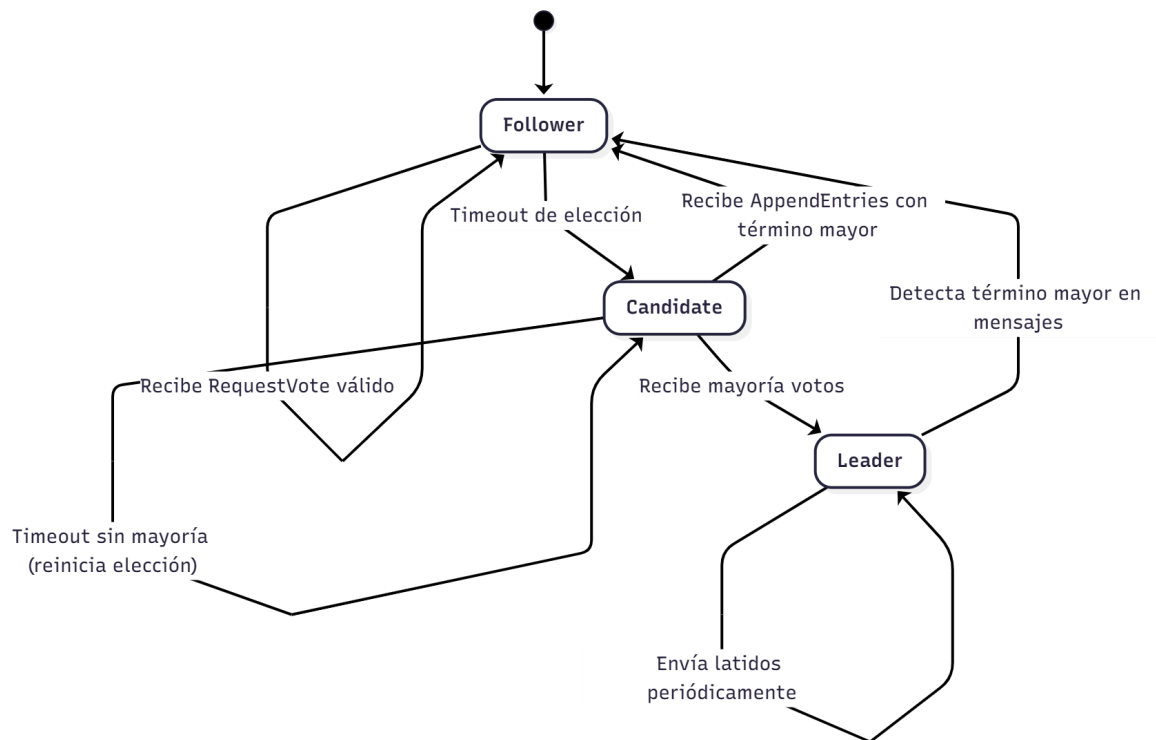 Follower
Timeout de elección
Recibe AppendEntries con
término mayor
Candidate
Detecta término mayor en
mensajes
Recibe RequestVote válido
Recibe mayoría votos
Leader
Timeout sin mayoría
(reinicia elección)
Envía latidos
periódicamente